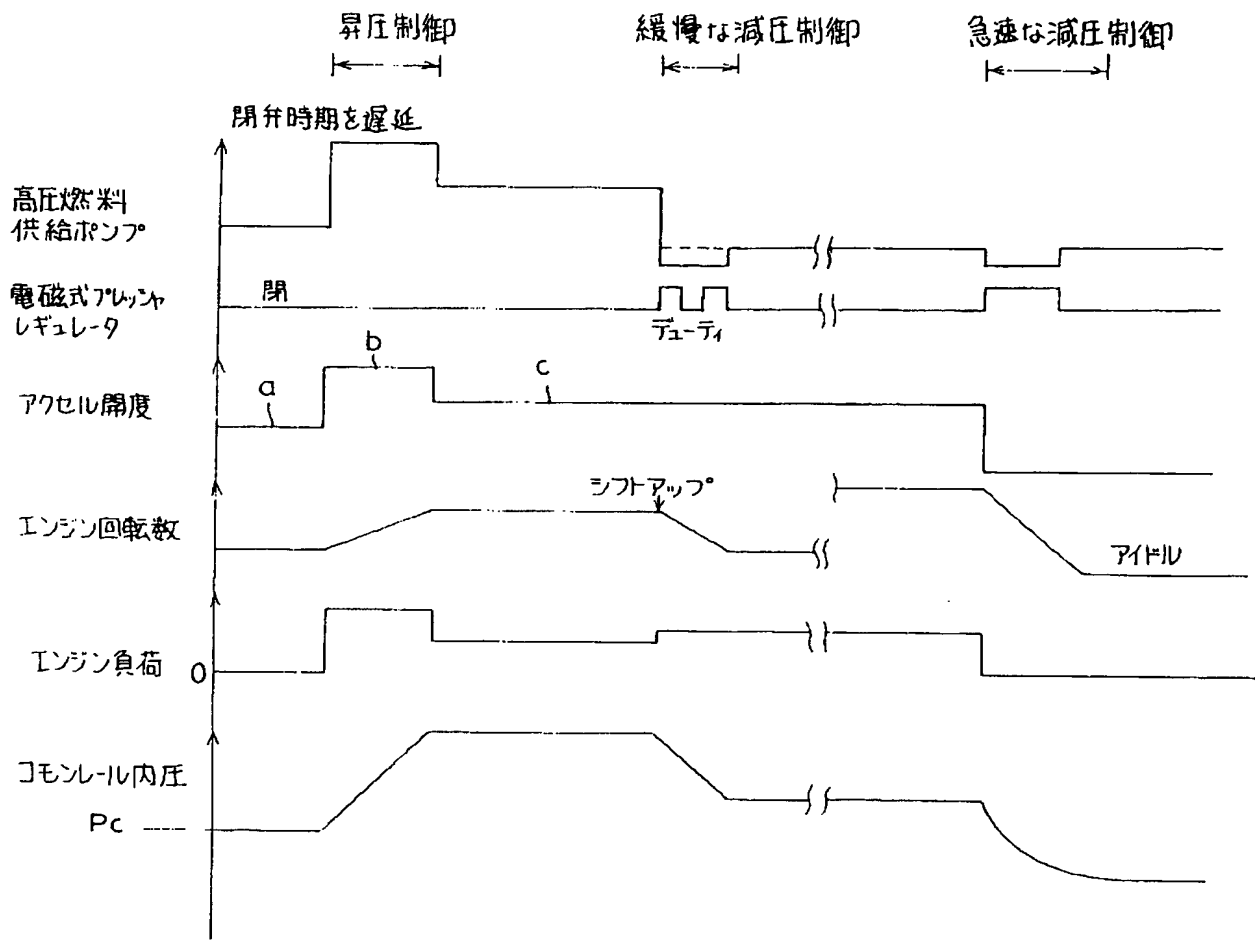 昇圧制御
緩慢な減圧制御
急速な減圧制御
閉弁時期を遅延
高圧燃料
供給ポンプ
電磁式プレッシャ
レギュレータ
閉
デューティ
b
a
c
アクセル開度
シフトアップ
エンジン回転数
アイドル
エンジン負荷
0
コモンレール内圧
Pc